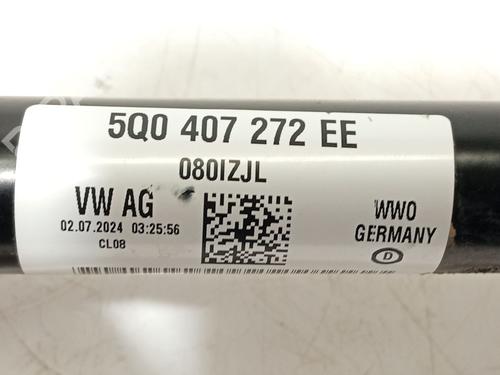 5Q0 407 272 EE
080IZJL
VW AG
02.07.2024 03:25:56
CL08
WWO
GERMANY
D